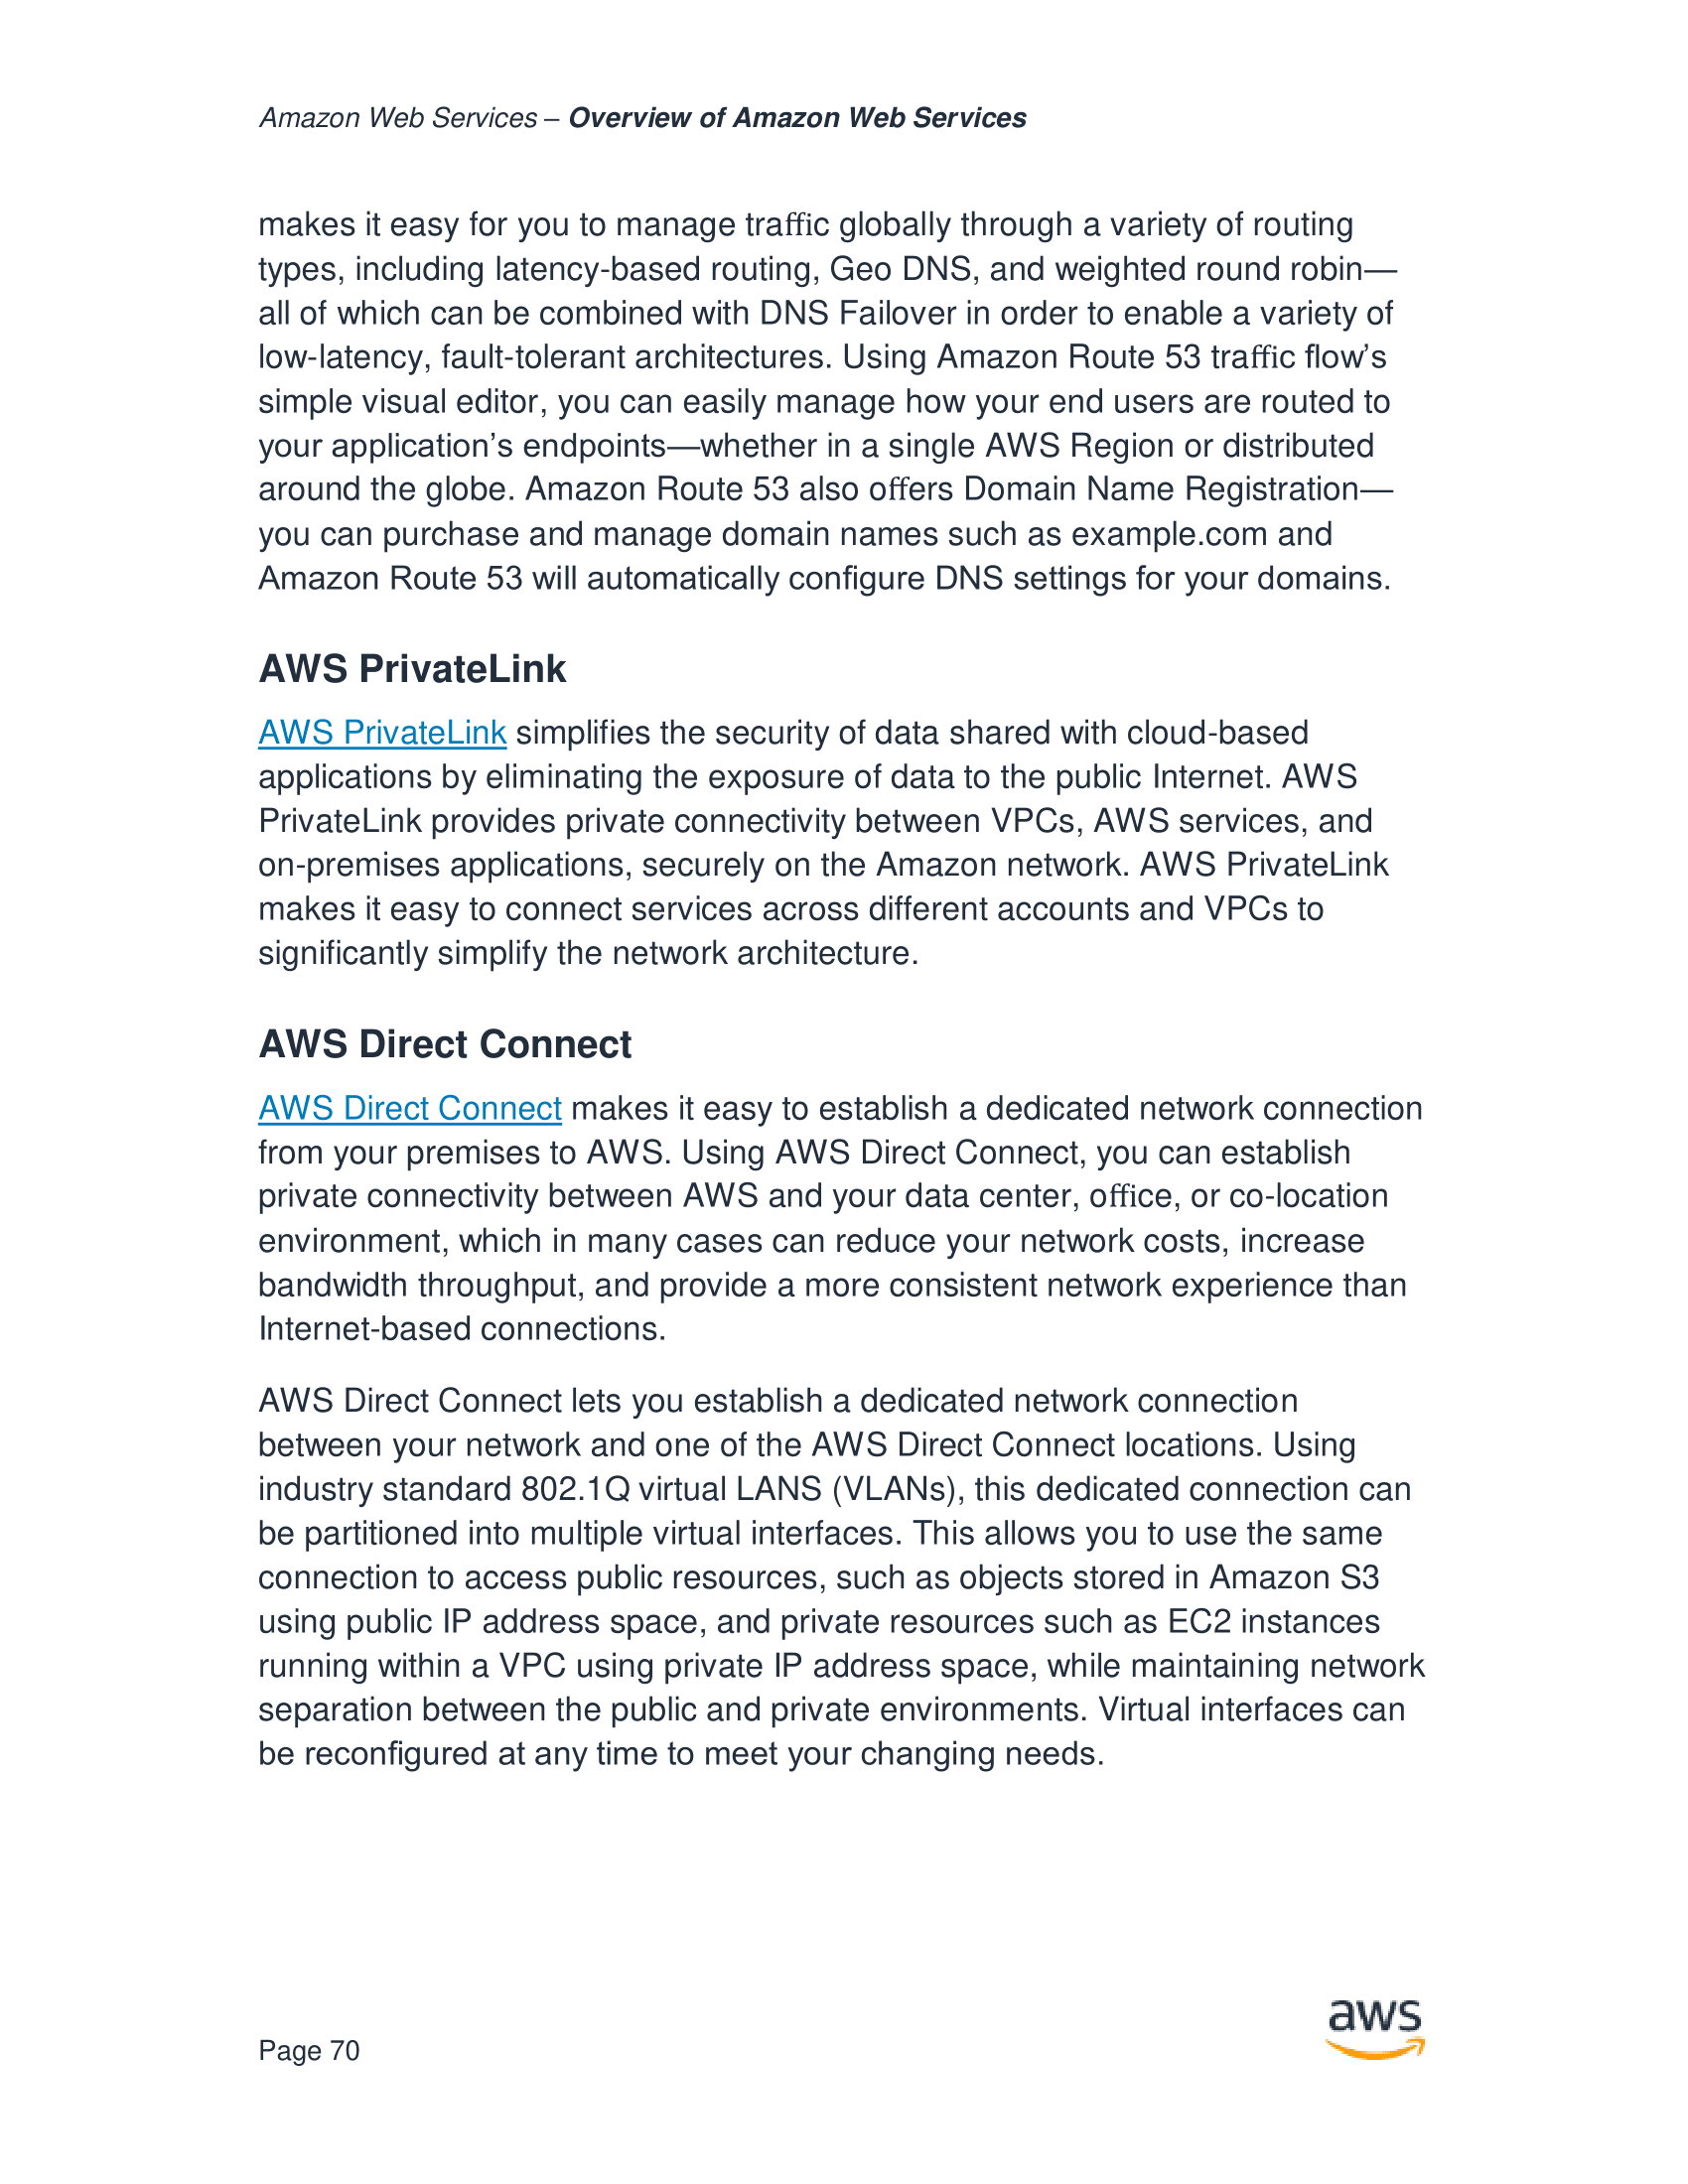 Amazon Web Services – Overview of Amazon Web Services
makes it easy for you to manage traffic globally through a variety of routing
types, including latency-based routing, Geo DNS, and weighted round robin—
all of which can be combined with DNS Failover in order to enable a variety of
low-latency, fault-tolerant architectures. Using Amazon Route 53 traffic flow’s
simple visual editor, you can easily manage how your end users are routed to
your application’s endpoints—whether in a single AWS Region or distributed
around the globe. Amazon Route 53 also offers Domain Name Registration—
you can purchase and manage domain names such as example.com and
Amazon Route 53 will automatically configure DNS settings for your domains.
AWS PrivateLink
AWS PrivateLink simplifies the security of data shared with cloud-based
applications by eliminating the exposure of data to the public Internet. AWS
PrivateLink provides private connectivity between VPCs, AWS services, and
on-premises applications, securely on the Amazon network. AWS PrivateLink
makes it easy to connect services across different accounts and VPCs to
significantly simplify the network architecture.
AWS Direct Connect
AWS Direct Connect makes it easy to establish a dedicated network connection
from your premises to AWS. Using AWS Direct Connect, you can establish
private connectivity between AWS and your data center, office, or co-location
environment, which in many cases can reduce your network costs, increase
bandwidth throughput, and provide a more consistent network experience than
Internet-based connections.
AWS Direct Connect lets you establish a dedicated network connection
between your network and one of the AWS Direct Connect locations. Using
industry standard 802.1Q virtual LANS (VLANs), this dedicated connection can
be partitioned into multiple virtual interfaces. This allows you to use the same
connection to access public resources, such as objects stored in Amazon S3
using public IP address space, and private resources such as EC2 instances
running within a VPC using private IP address space, while maintaining network
separation between the public and private environments. Virtual interfaces can
be reconfigured at any time to meet your changing needs.
Page 70
aws